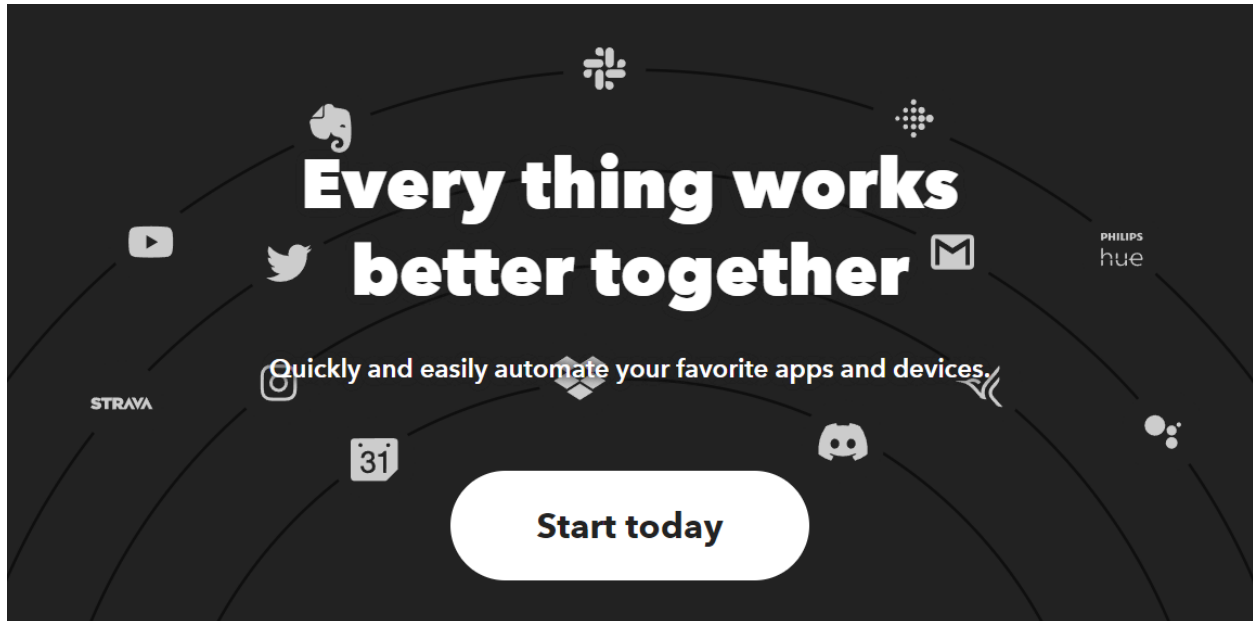 Every thing works
better together
PHILIPS
hue
Quickly and easily automate your favorite apps and devices.
STRAVA
31
Start today